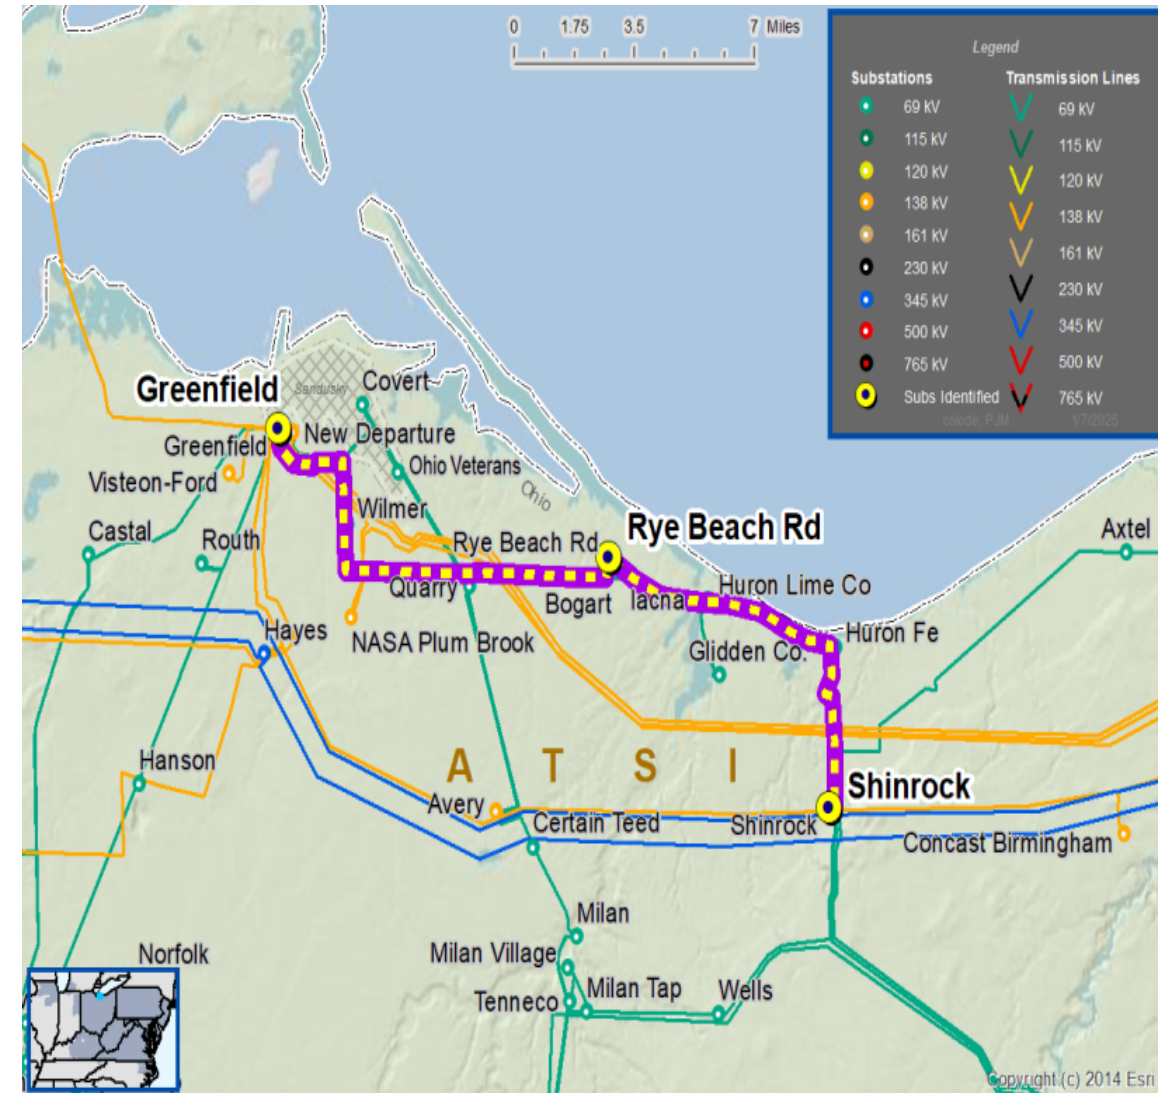 0 1.75 3.5 7 Miles
Legend
Substations
Transmission Lines
69 kV
69 kV
115 kV
115 kV
120 kV
120 kV
138 kV
138 kV
161 kV
161 kV
230 kV
230 kV
345 kV
345 kV
500 kV
500 kV
765 kV
765 kV
Subs Identified
colode, PJM 1/7/2025
Greenfield
Sandusky
Covert
Greenfield
New Departure
Visteon-Ford
Ohio Veterans
Ohio
Wilmer
Castal
Routh
Rye Beach Rd
Rye Beach Rd
Axtel
Quarry
Bogart
Iacna
Huron Lime Co
Hayes
NASA Plum Brook
Glidden Co.
Huron Fe
Hanson
A T S I
Shinrock
Avery
Certain Teed
Shinrock
Concast Birmingham
Milan
Norfolk
Milan Village
Tenneco
Milan Tap
Wells
Copyright:(c) 2014 Esri